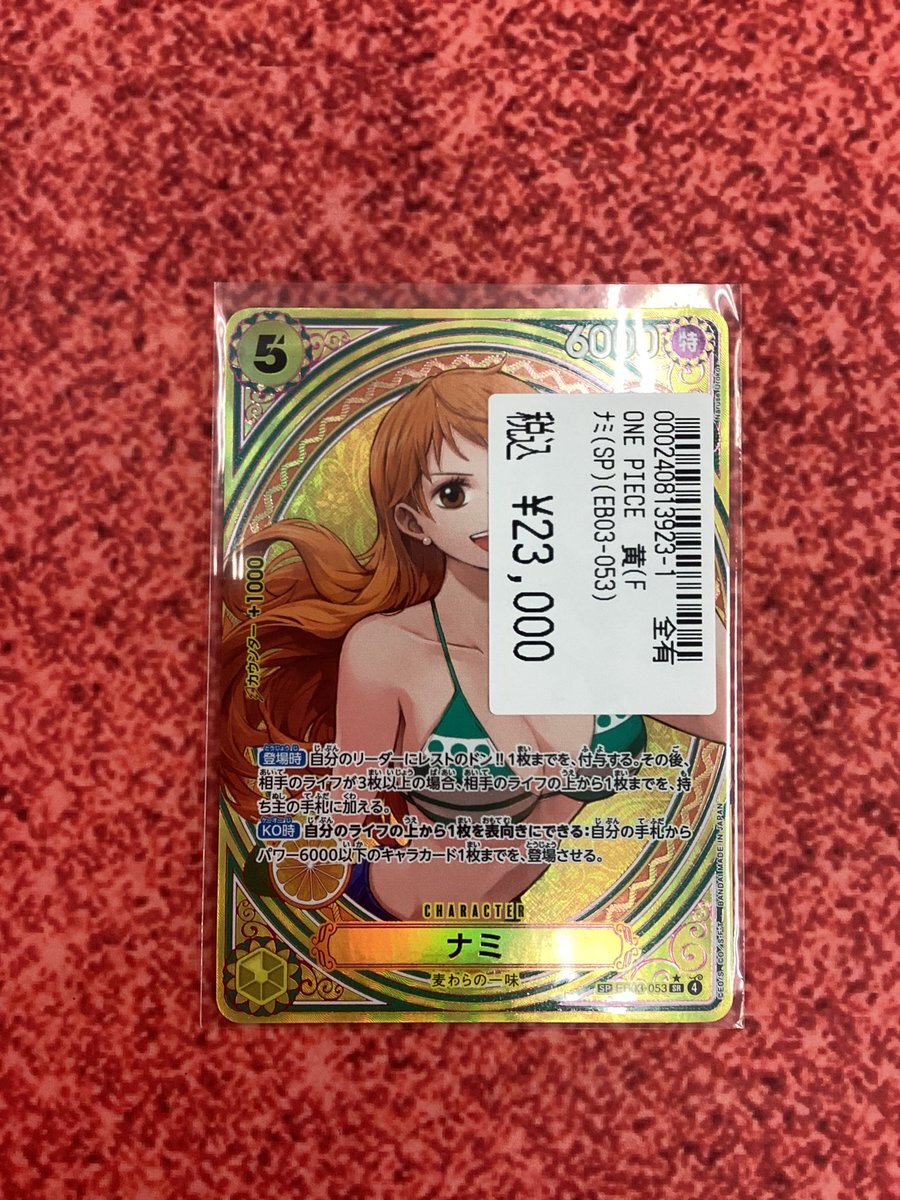 5
6000
特
カウンター +1000
000240813923-1 全有
ONE PIECE 黄(F
ナミ(SP)(EB03-053)
税込 ¥23,000
登場時 自分のリーダーにレストのドン!!1枚までを、付与する。その後、
相手のライフが3枚以上の場合、相手のライフの上から1枚までを、持
ち主の手札に加える。
KO時 自分のライフの上から1枚を表向きにできる:自分の手札から
パワー6000以下のキャラカード1枚までを、登場させる。
CHARACTER
ナミ
麦わらの一味
SP EB03-053 SR 4
BANDAI MADE IN JAPAN